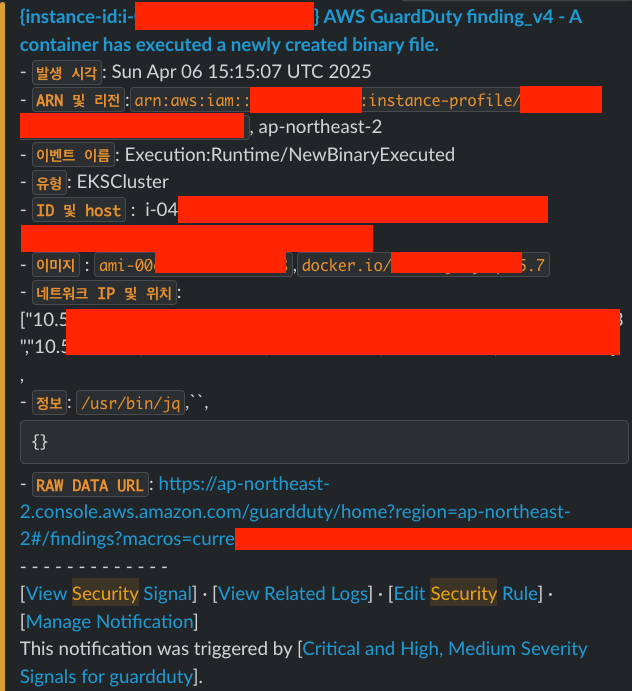 {instance-id:i-} AWS GuardDuty finding_v4 - A
container has executed a newly created binary file.
- 발생 시각: Sun Apr 06 15:15:07 UTC 2025
- ARN 및 리전:arn:aws:iam:::instance-profile/
, ap-northeast-2
- 이벤트 이름: Execution:Runtime/NewBinaryExecuted
- 유형: EKSCluster
- ID 및 host : i-04
- 이미지 : ami-00,docker.io/5.7
- 네트워크 IP 및 위치:
["10.5
","10.5
,
- 정보: /usr/bin/jq,``,
{}
- RAW DATA URL: https://ap-northeast-
2.console.aws.amazon.com/guardduty/home?region=ap-northeast-
2#/findings?macros=curre
- - - - - - - - - - - - -
[View Security Signal] · [View Related Logs] · [Edit Security Rule] ·
[Manage Notification]
This notification was triggered by [Critical and High, Medium Severity
Signals for guardduty].